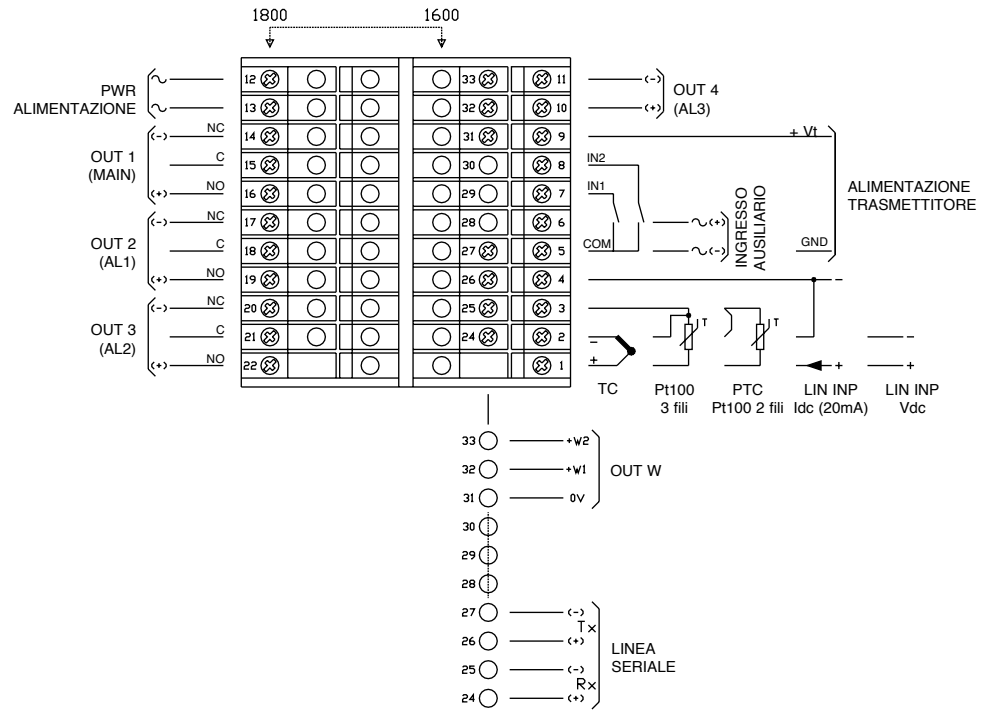 1800 1600
PWR
ALIMENTAZIONE
OUT 1
(MAIN)
OUT 2
(AL1)
OUT 3
(AL2)
(-) NC
C
(+) NO
(-) NC
C
(+) NO
(-) NC
C
(+) NO
12 33 11
13 32 10
14 31 9
15 30 8
16 29 7
17 28 6
18 27 5
19 26 4
20 25 3
21 24 2
22 1
(-)
(+)
OUT 4
(AL3)
+ Vt
IN2
IN1
COM
(+)
(-)
INGRESSO
AUSILIARIO
GND
ALIMENTAZIONE
TRASMETTITORE
-
-
+
T
T
+
-
+
TC
Pt100
3 fili
PTC
Pt100 2 fili
LIN INP
Idc (20mA)
LIN INP
Vdc
33 +W2
32 +W1
31 0V
OUT W
30
29
28
27 (-)
Tx
26 (+)
25 (-)
Rx
24 (+)
LINEA
SERIALE